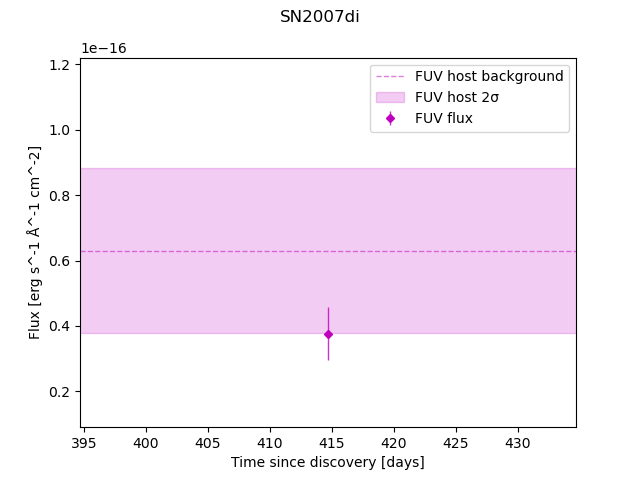 SN2007di
1e−16
FUV host background
FUV host 2σ
FUV flux
1.2
1.0
0.8
0.6
0.4
0.2
Flux [erg s^-1 Å^-1 cm^-2]
395 400 405 410 415 420 425 430
Time since discovery [days]